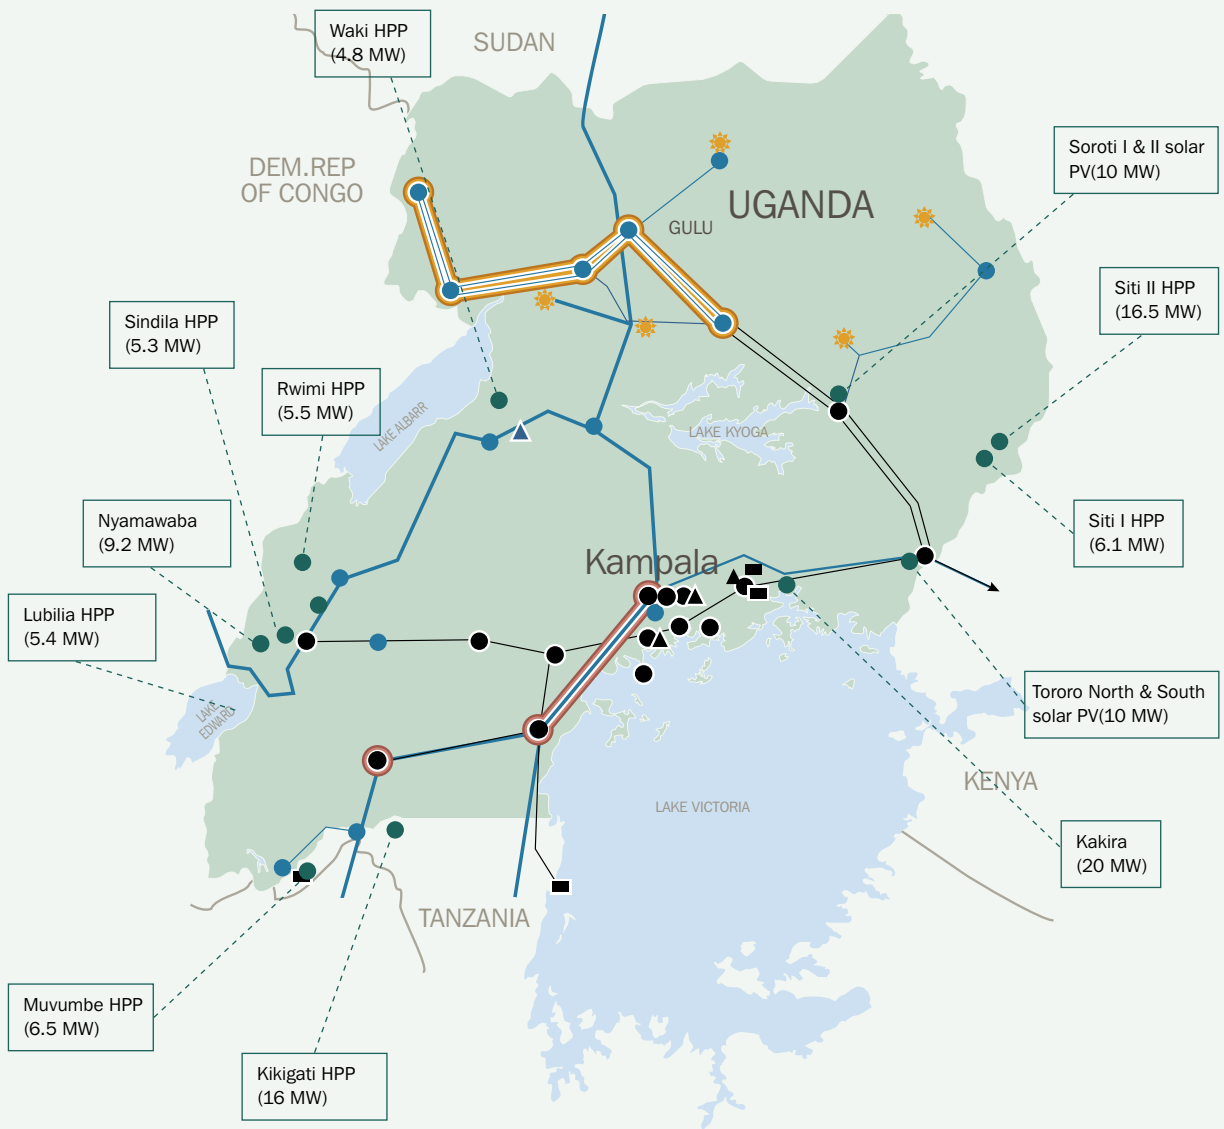 Waki HPP
(4.8 MW)
SUDAN
Soroti I & II solar
PV(10 MW)
DEM.REP
OF CONGO
UGANDA
GULU
Siti II HPP
(16.5 MW)
Sindila HPP
(5.3 MW)
Rwimi HPP
(5.5 MW)
LAKE ALBARR
LAKE KYOGA
Nyamawaba
(9.2 MW)
Siti I HPP
(6.1 MW)
Kampala
Lubilia HPP
(5.4 MW)
LAKE
EDWARD
Tororo North & South
solar PV(10 MW)
KENYA
LAKE VICTORIA
Kakira
(20 MW)
TANZANIA
Muvumbe HPP
(6.5 MW)
Kikigati HPP
(16 MW)